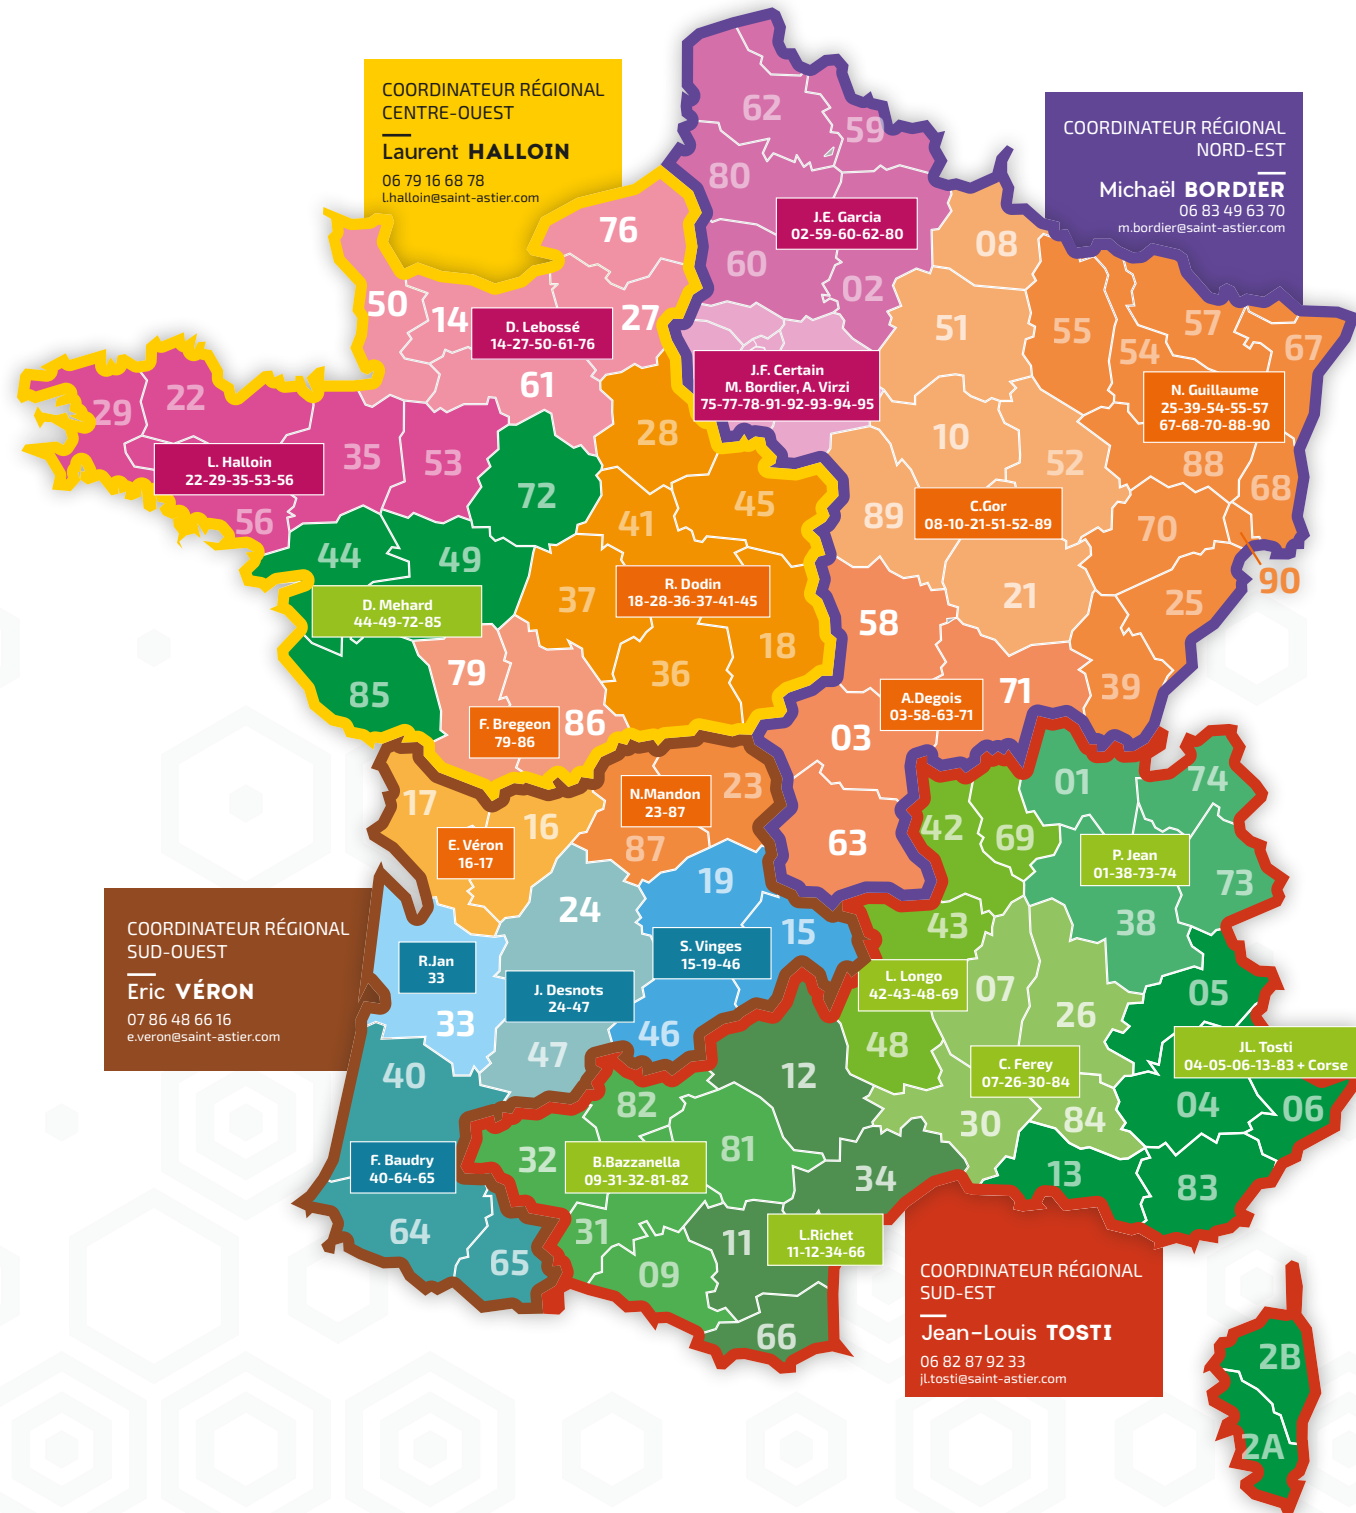 COORDINATEUR RÉGIONAL
CENTRE-OUEST
Laurent HALLOIN
06 79 16 68 78
l.halloin@saint-astier.com
COORDINATEUR RÉGIONAL
NORD-EST
Michaël BORDIER
06 83 49 63 70
m.bordier@saint-astier.com
62
59
80
J.E. Garcia
02-59-60-62-80
60
02
08
76
50
14
27
D. Lebossé
14-27-50-61-76
61
51
55
54
57
67
J.F. Certain
M. Bordier, A. Virzi
75-77-78-91-92-93-94-95
N. Guillaume
25-39-54-55-57
67-68-70-88-90
29
22
35
53
L. Halloin
22-29-35-53-56
56
28
10
52
88
68
72
45
41
89
C.Gor
08-10-21-51-52-89
70
44
49
90
D. Mehard
44-49-72-85
37
R. Dodin
18-28-36-37-41-45
21
25
58
18
36
85
79
F. Bregeon
79-86
86
A.Degois
03-58-63-71
71
39
03
01
74
17
16
N.Mandon
23-87
23
E. Véron
16-17
87
63
42
69
P. Jean
01-38-73-74
73
19
24
38
COORDINATEUR RÉGIONAL
SUD-OUEST
Eric VÉRON
07 86 48 66 16
e.veron@saint-astier.com
R.Jan
33
33
S. Vinges
15-19-46
15
43
J. Desnots
24-47
L. Longo
42-43-48-69
07
26
05
46
47
48
12
40
C. Ferey
07-26-30-84
JL. Tosti
04-05-06-13-83 + Corse
82
30
84
04
06
F. Baudry
40-64-65
32
B.Bazzanella
09-31-32-81-82
81
34
13
83
64
65
31
09
11
L.Richet
11-12-34-66
66
COORDINATEUR RÉGIONAL
SUD-EST
Jean-Louis TOSTI
06 82 87 92 33
jl.tosti@saint-astier.com
2B
2A